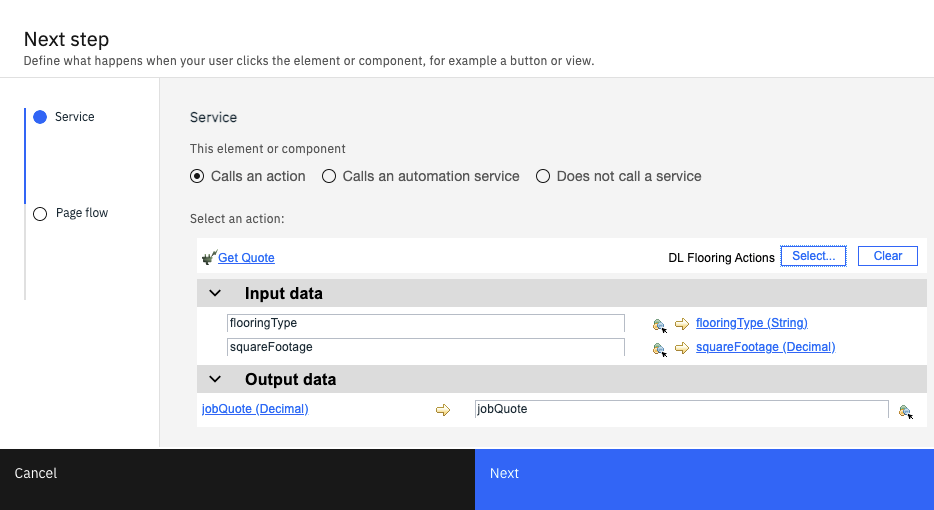 Next step
Define what happens when your user clicks the element or component, for example a button or view.
Service
Page flow
Service
This element or component
Calls an action Calls an automation service Does not call a service
Select an action:
Get Quote DL Flooring Actions Select... Clear
Input data
flooringType flooringType (String)
squareFootage squareFootage (Decimal)
Output data
jobQuote (Decimal) jobQuote
Cancel Next